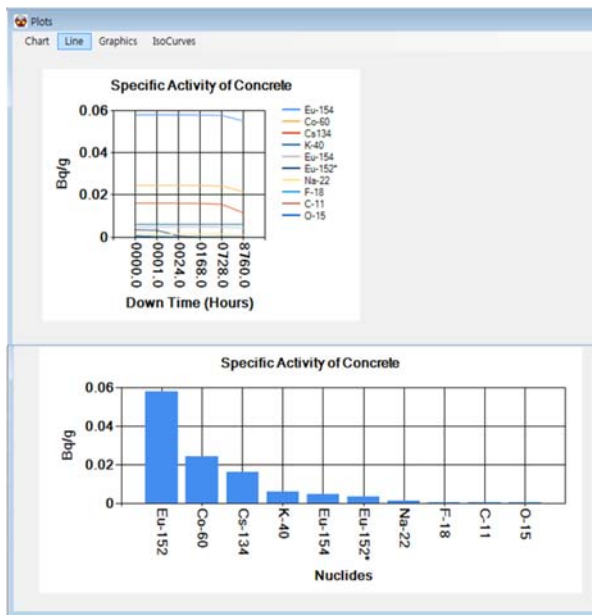 Plots
Chart Line Graphics IsoCurves
Specific Activity of Concrete
0.06
0.04
0.02
0
Bq/g
0000.0
0001.0
0024.0
0168.0
0728.0
8760.0
Down Time (Hours)
Eu-154
Co-60
Cs134
K-40
Eu-154
Eu-152*
Na-22
F-18
C-11
O-15
Specific Activity of Concrete
0.06
0.04
0.02
0
Bq/g
Eu-152
Co-60
Cs-134
K-40
Eu-154
Eu-152*
Na-22
F-18
C-11
O-15
Nuclides